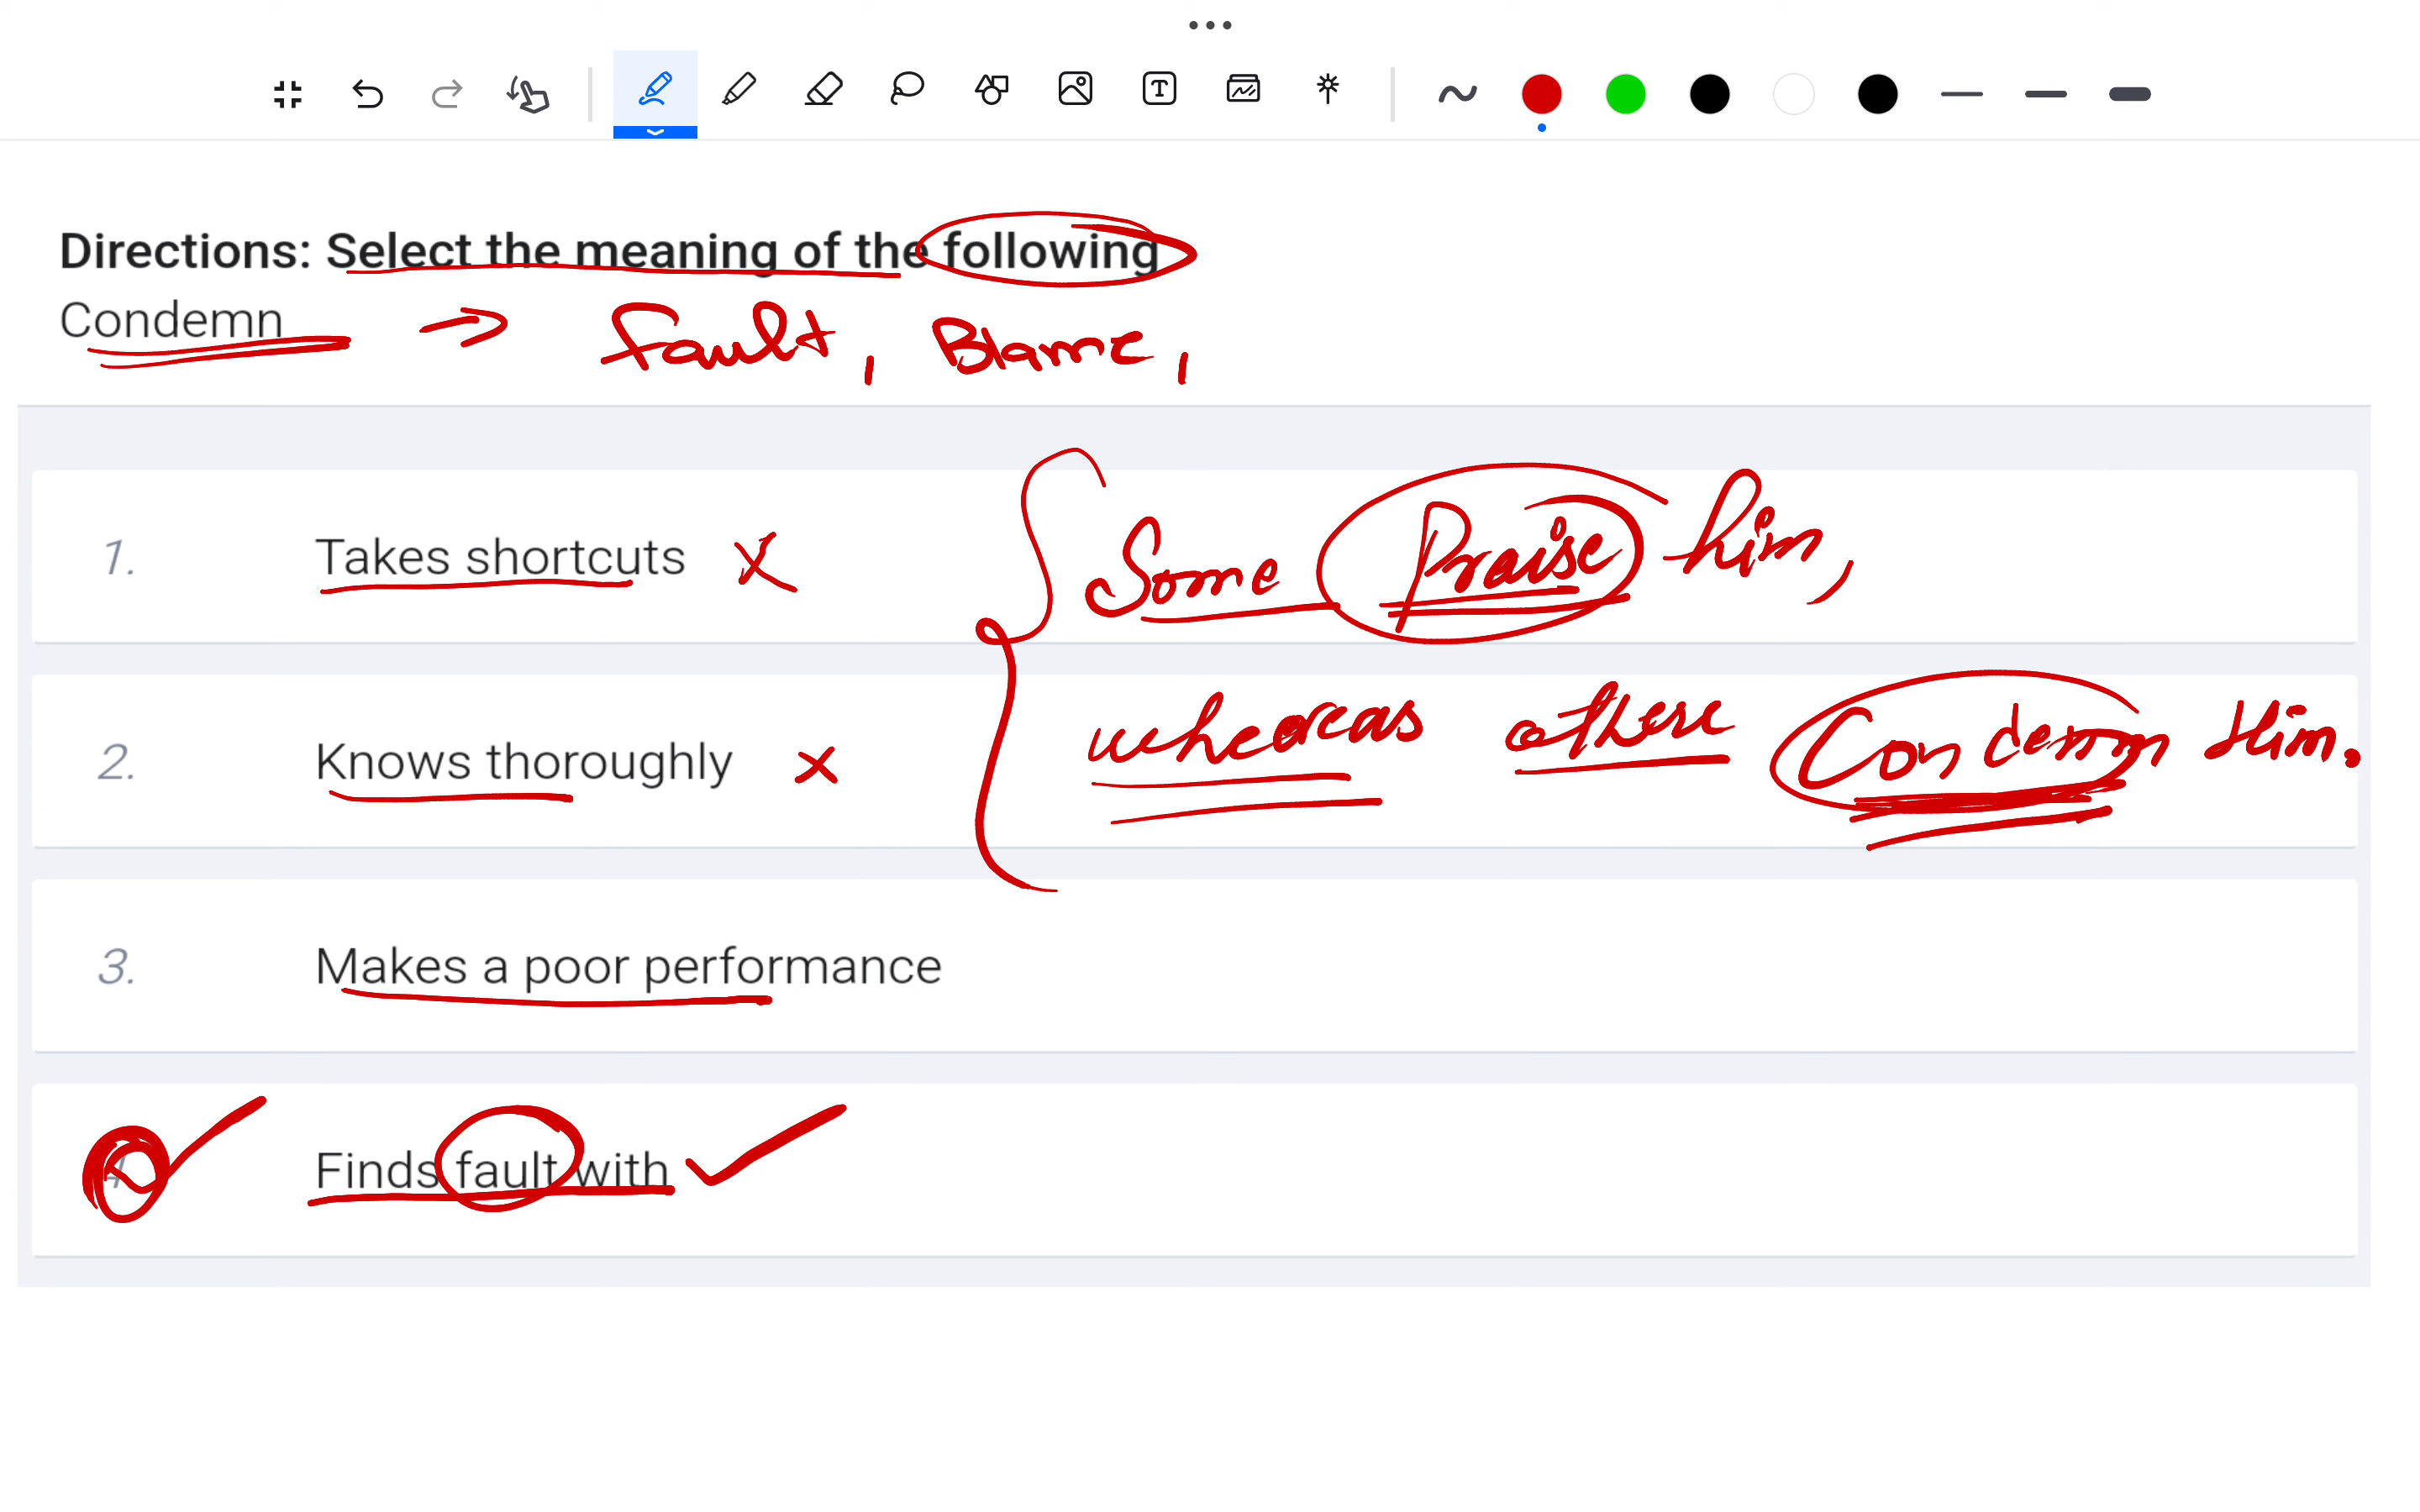 Directions: Select the meaning of the following
Condemn => Fault, Blame,
1. Takes shortcuts x
Some Praise him,
2. Knows thoroughly x
whereas others Condemn him.
3. Makes a poor performance
4 Finds fault with ✓